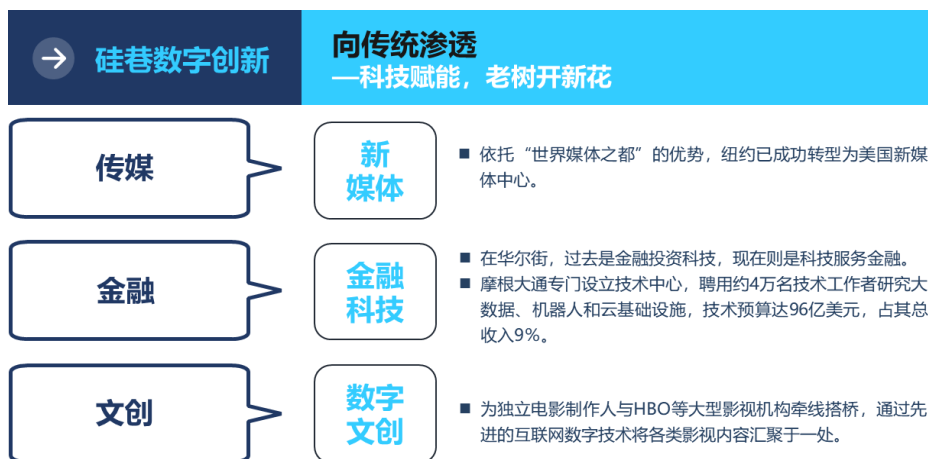 硅巷数字创新
向传统渗透
—科技赋能，老树开新花
传媒
新
媒体
■ 依托“世界媒体之都”的优势，纽约已成功转型为美国新媒
体中心。
金融
金融
科技
■ 在华尔街，过去是金融投资科技，现在则是科技服务金融。
■ 摩根大通专门设立技术中心，聘用约4万名技术工作者研究大
数据、机器人和云基础设施，技术预算达96亿美元，占其总
收入9%。
文创
数字
文创
■ 为独立电影制作人与HBO等大型影视机构牵线搭桥，通过先
进的互联网数字技术将各类影视内容汇聚于一处。